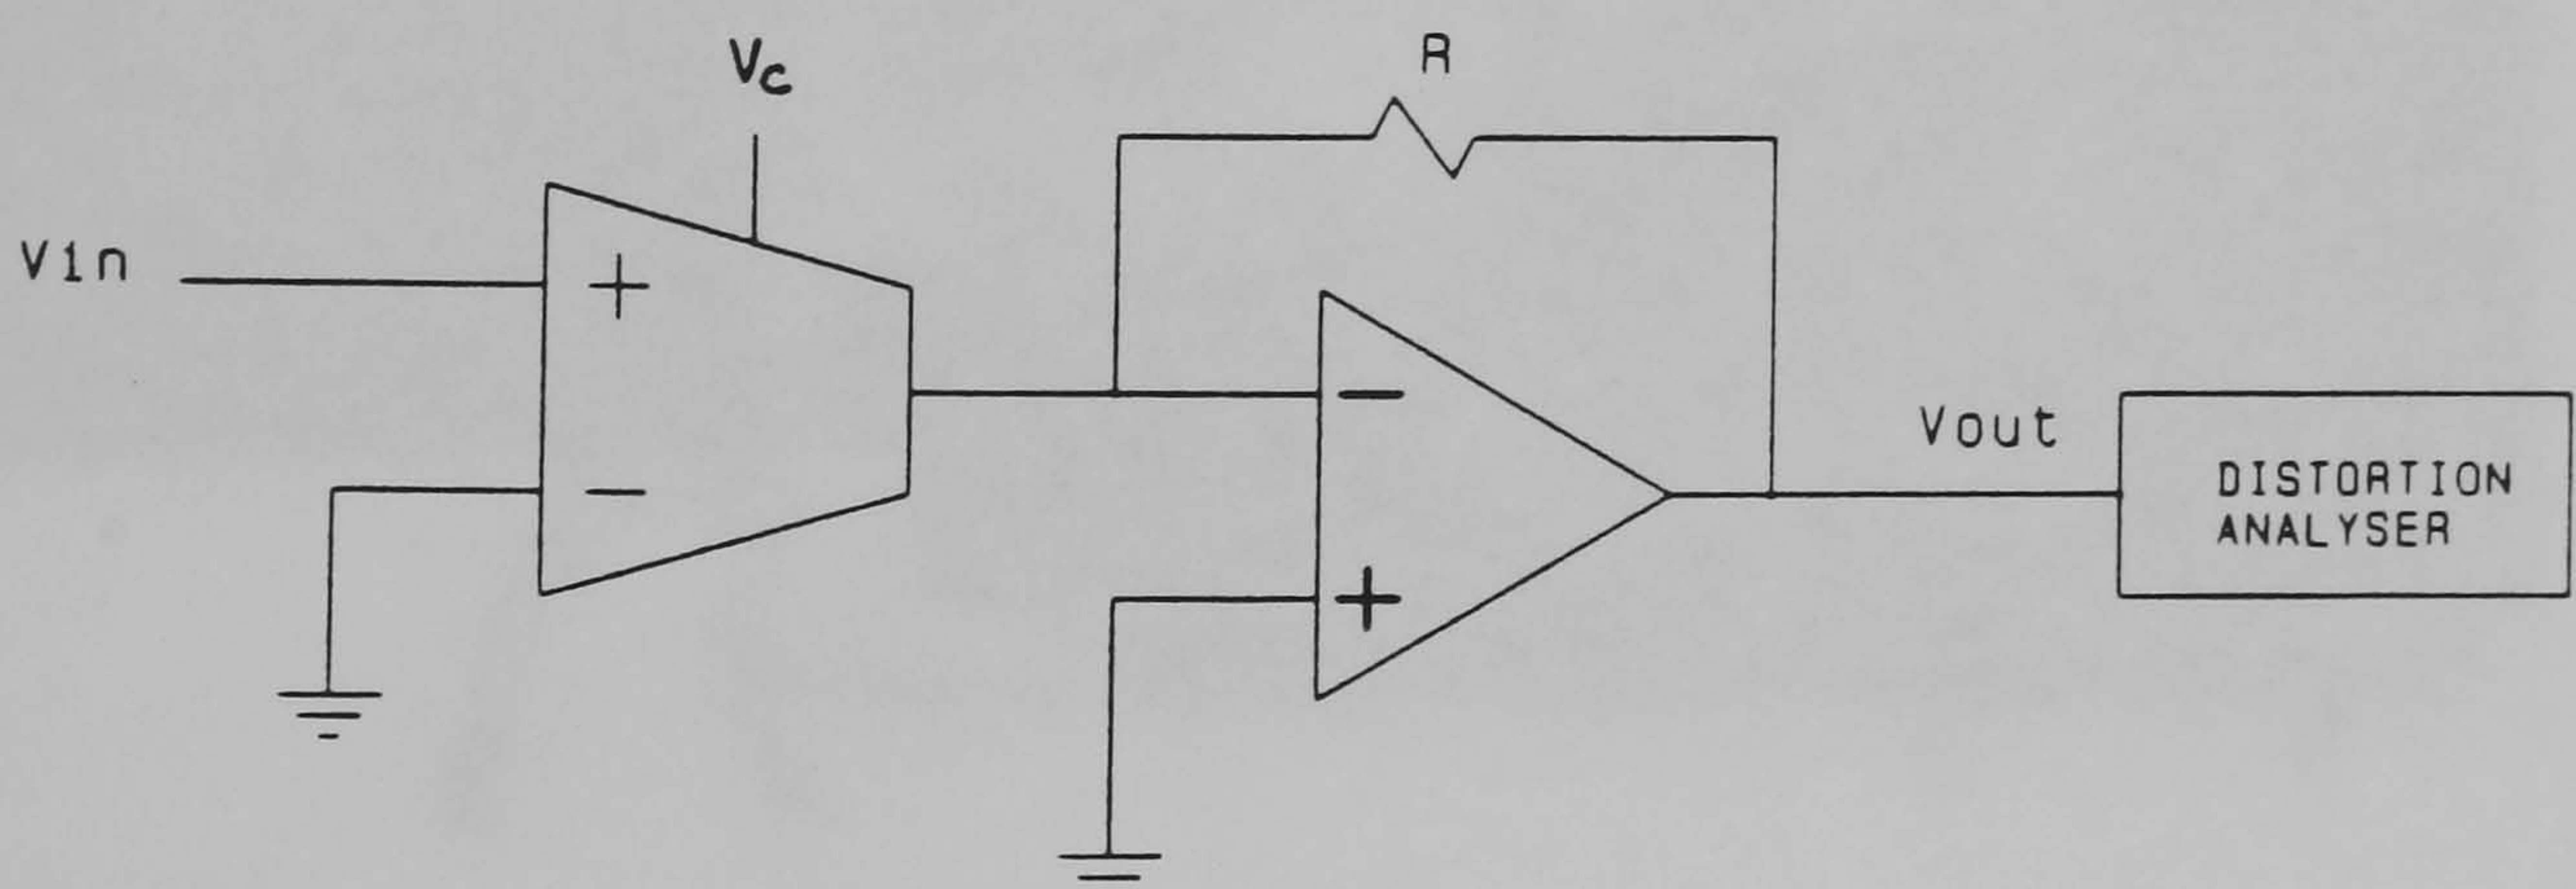 Vc
R
Vin
+
−
−
+
Vout
DISTORTION
ANALYSER